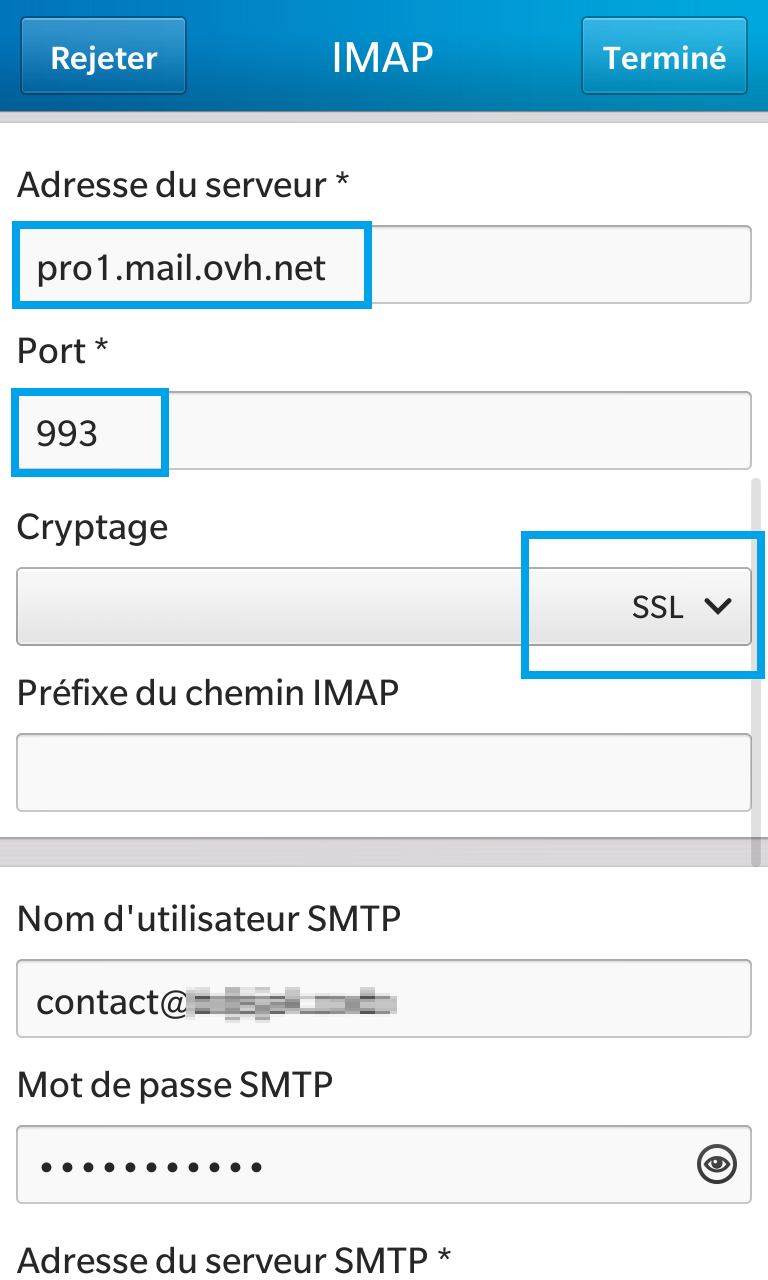 Rejeter IMAP Terminé
Adresse du serveur *
pro1.mail.ovh.net
Port *
993
Cryptage
SSL
Préfixe du chemin IMAP
Nom d'utilisateur SMTP
contact@
Mot de passe SMTP
•••••••••••
Adresse du serveur SMTP *